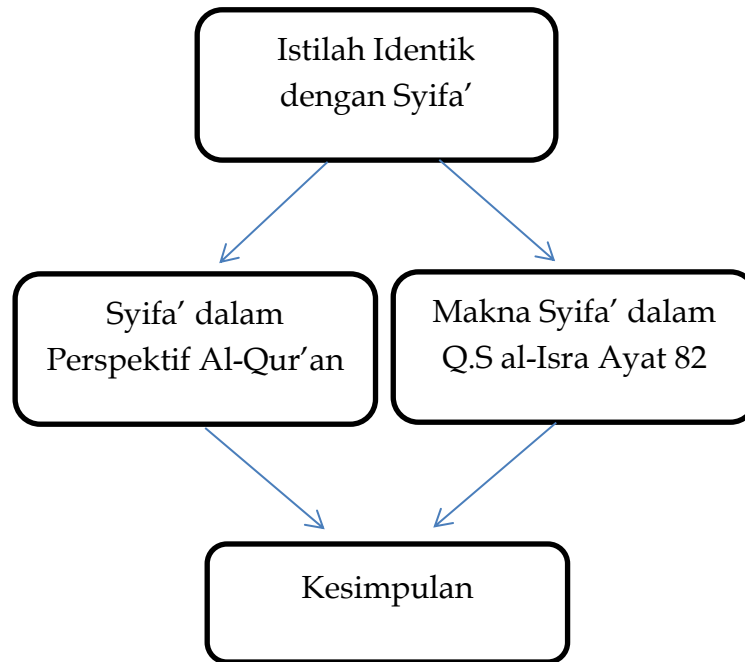 Istilah Identik
dengan Syifa’
Syifa’ dalam
Perspektif Al-Qur’an
Makna Syifa’ dalam
Q.S al-Isra Ayat 82
Kesimpulan